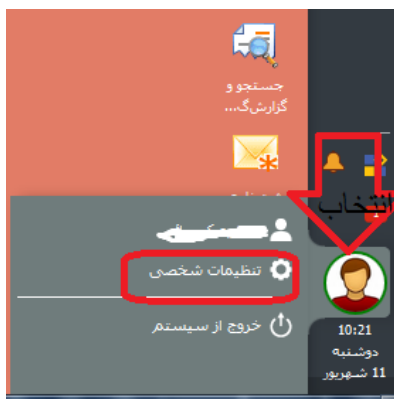 جستجو و
گزارش‌گ...
انتخاب
تنظیمات شخصی
خروج از سیستم
10:21
دوشنبه
11 شهریور